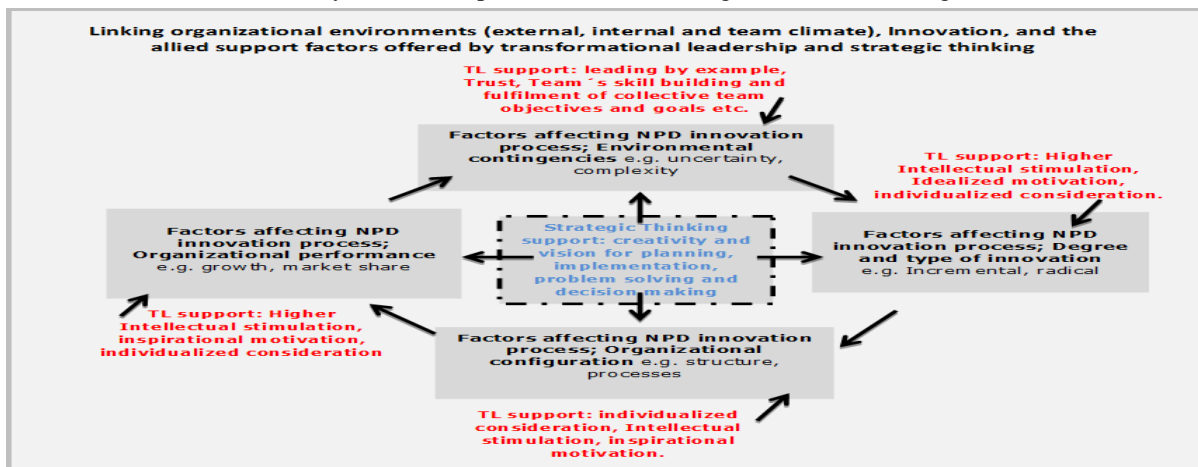 Linking organizational environments (external, internal and team climate), Innovation, and the
allied support factors offered by transformational leadership and strategic thinking
TL support: leading by example,
Trust, Team´s skill building and
fulfilment of collective team
objectives and goals etc.
Factors affecting NPD innovation
process; Environmental
contingencies e.g. uncertainty,
complexity
TL support: Higher
Intellectual stimulation,
Idealized motivation,
individualized consideration.
Factors affecting NPD
innovation process;
Organizational performance
e.g. growth, market share
Strategic Thinking
support: creativity and
vision for planning,
implementation,
problem solving and
decision making
Factors affecting NPD
innovation process; Degree
and type of innovation
e.g. Incremental, radical
TL support: Higher
Intellectual stimulation,
inspirational motivation,
individualized consideration
Factors affecting NPD innovation
process; Organizational
configuration e.g. structure,
processes
TL support: individualized
consideration, Intellectual
stimulation, inspirational
motivation.